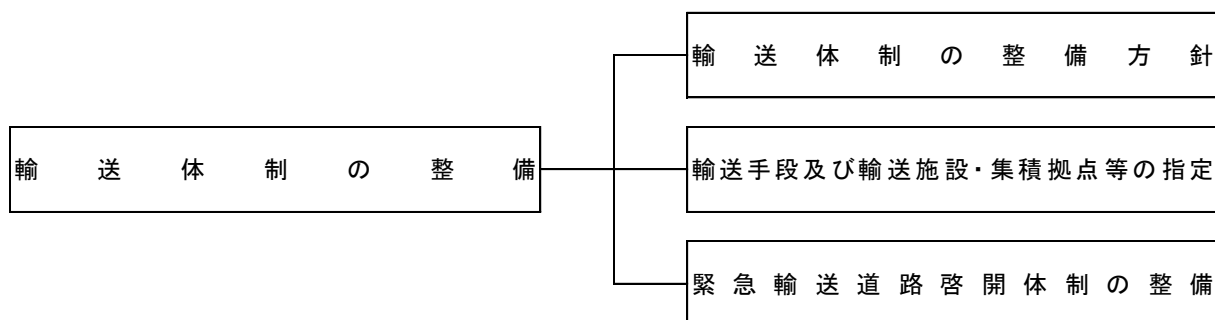 輸送体制の整備方針
輸送体制の整備
輸送手段及び輸送施設・集積拠点等の指定
緊急輸送道路啓開体制の整備